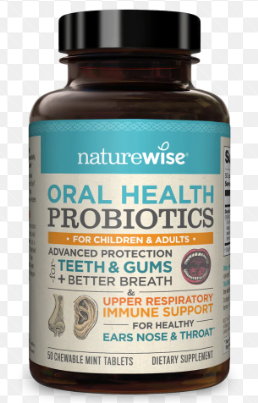 naturewise®
ORAL HEALTH
PROBIOTICS
• FOR CHILDREN & ADULTS •
ADVANCED PROTECTION
-for- TEETH & GUMS
+ BETTER BREATH
&
UPPER RESPIRATORY
IMMUNE SUPPORT
FOR HEALTHY
EARS NOSE & THROAT
50 CHEWABLE MINT TABLETS
DIETARY SUPPLEMENT